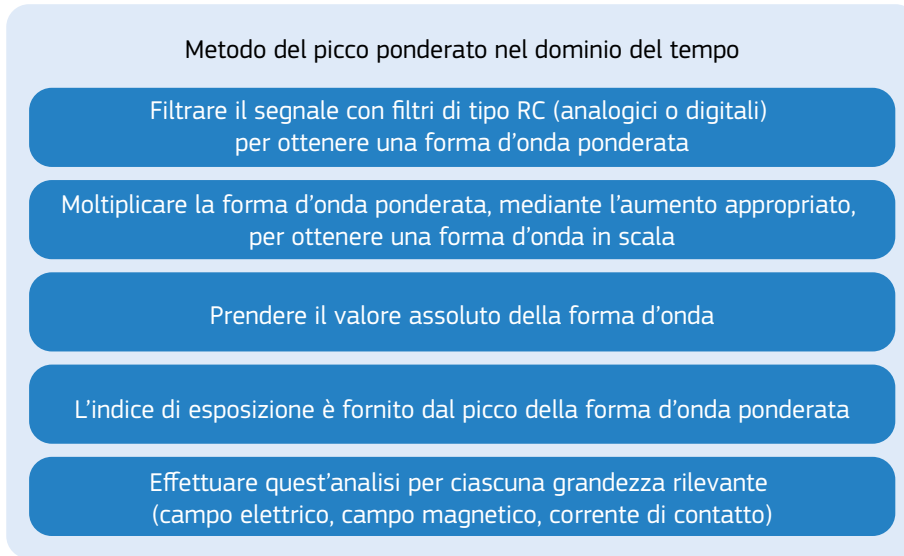 Metodo del picco ponderato nel dominio del tempo
Filtrare il segnale con filtri di tipo RC (analogici o digitali)
per ottenere una forma d'onda ponderata
Moltiplicare la forma d'onda ponderata, mediante l'aumento appropriato,
per ottenere una forma d'onda in scala
Prendere il valore assoluto della forma d'onda
L'indice di esposizione è fornito dal picco della forma d'onda ponderata
Effettuare quest'analisi per ciascuna grandezza rilevante
(campo elettrico, campo magnetico, corrente di contatto)